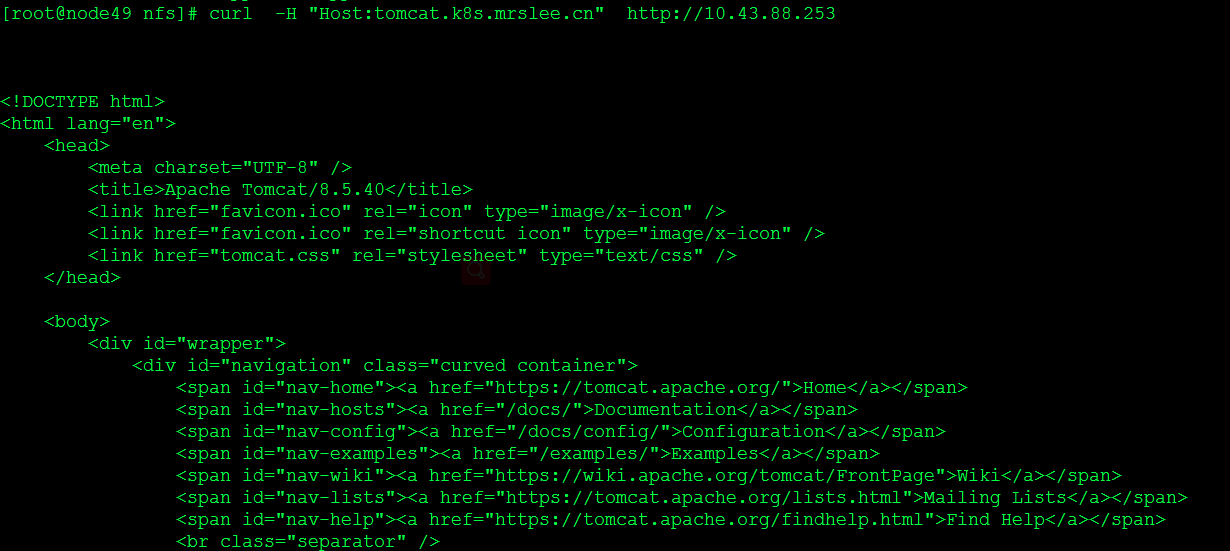 [root@node49 nfs]# curl  -H "Host:tomcat.k8s.mrslee.cn"  http://10.43.88.253
<!DOCTYPE html>
<html lang="en">
    <head>
        <meta charset="UTF-8" />
        <title>Apache Tomcat/8.5.40</title>
        <link href="favicon.ico" rel="icon" type="image/x-icon" />
        <link href="favicon.ico" rel="shortcut icon" type="image/x-icon" />
        <link href="tomcat.css" rel="stylesheet" type="text/css" />
    </head>
    <body>
        <div id="wrapper">
            <div id="navigation" class="curved container">
                <span id="nav-home"><a href="https://tomcat.apache.org/">Home</a></span>
                <span id="nav-hosts"><a href="/docs/">Documentation</a></span>
                <span id="nav-config"><a href="/docs/config/">Configuration</a></span>
                <span id="nav-examples"><a href="/examples/">Examples</a></span>
                <span id="nav-wiki"><a href="https://wiki.apache.org/tomcat/FrontPage">Wiki</a></span>
                <span id="nav-lists"><a href="https://tomcat.apache.org/lists.html">Mailing Lists</a></span>
                <span id="nav-help"><a href="https://tomcat.apache.org/findhelp.html">Find Help</a></span>
                <br class="separator" />